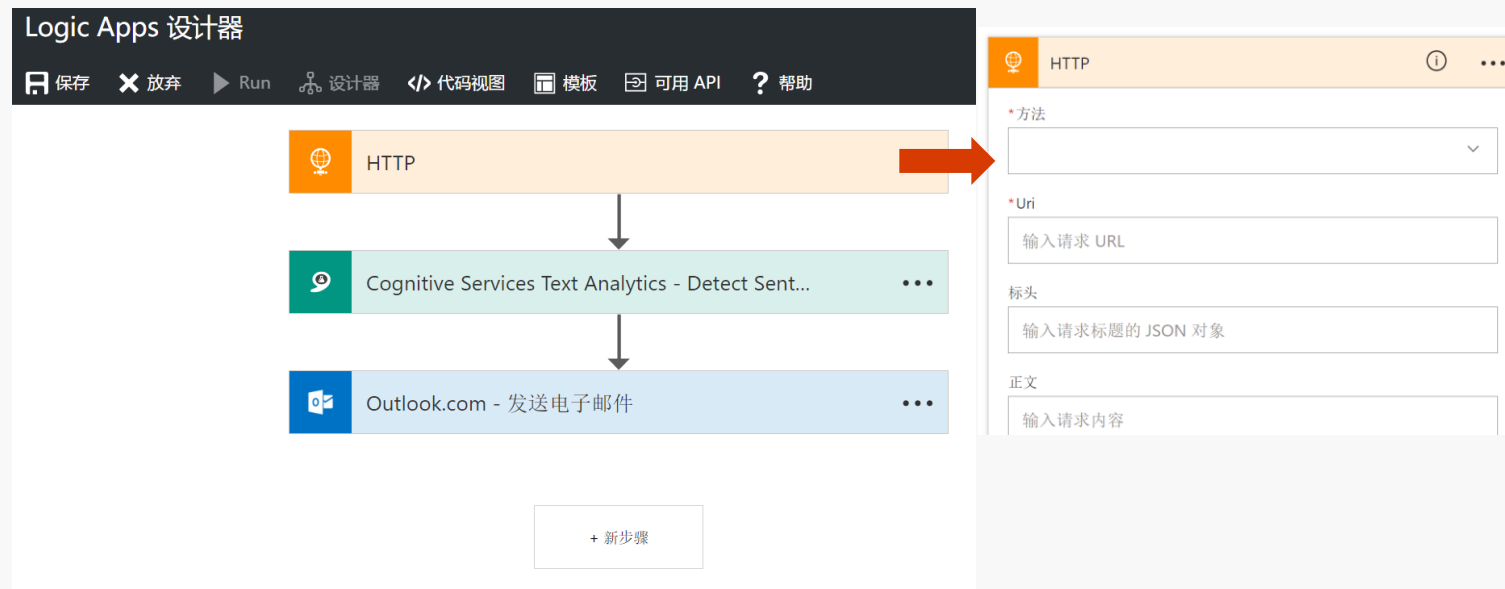 Logic Apps 设计器
保存 放弃 Run 设计器 代码视图 模板 可用 API 帮助
HTTP
Cognitive Services Text Analytics - Detect Sent...
Outlook.com - 发送电子邮件
+ 新步骤
HTTP
*方法
*Uri
输入请求 URL
标头
输入请求标题的 JSON 对象
正文
输入请求内容